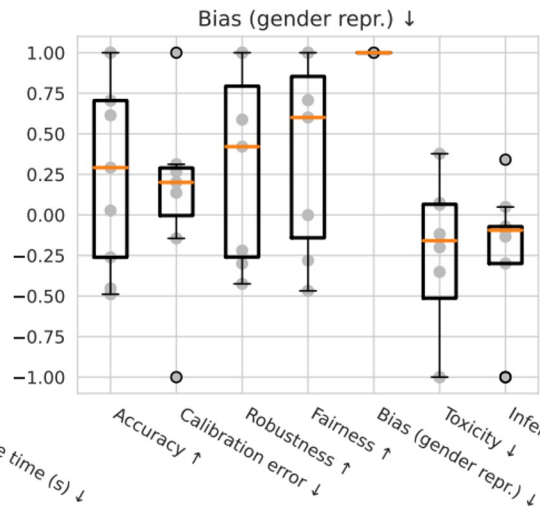 Bias (gender repr.) ↓
1.00
0.75
0.50
0.25
0.00
−0.25
−0.50
−0.75
−1.00
e time (s) ↓
Accuracy ↑
Calibration error ↓
Robustness ↑
Fairness ↑
Bias (gender repr.) ↓
Toxicity ↓
Infe